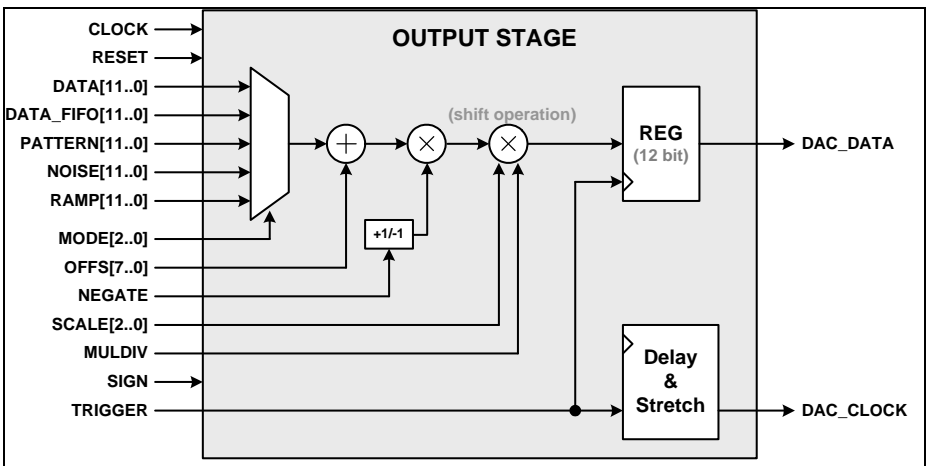 CLOCK
OUTPUT STAGE
RESET
DATA[11..0]
DATA_FIFO[11..0]
(shift operation)
PATTERN[11..0]
REG
(12 bit)
DAC_DATA
NOISE[11..0]
RAMP[11..0]
MODE[2..0]
+1/-1
OFFS[7..0]
NEGATE
SCALE[2..0]
MULDIV
Delay
&
Stretch
SIGN
TRIGGER
DAC_CLOCK